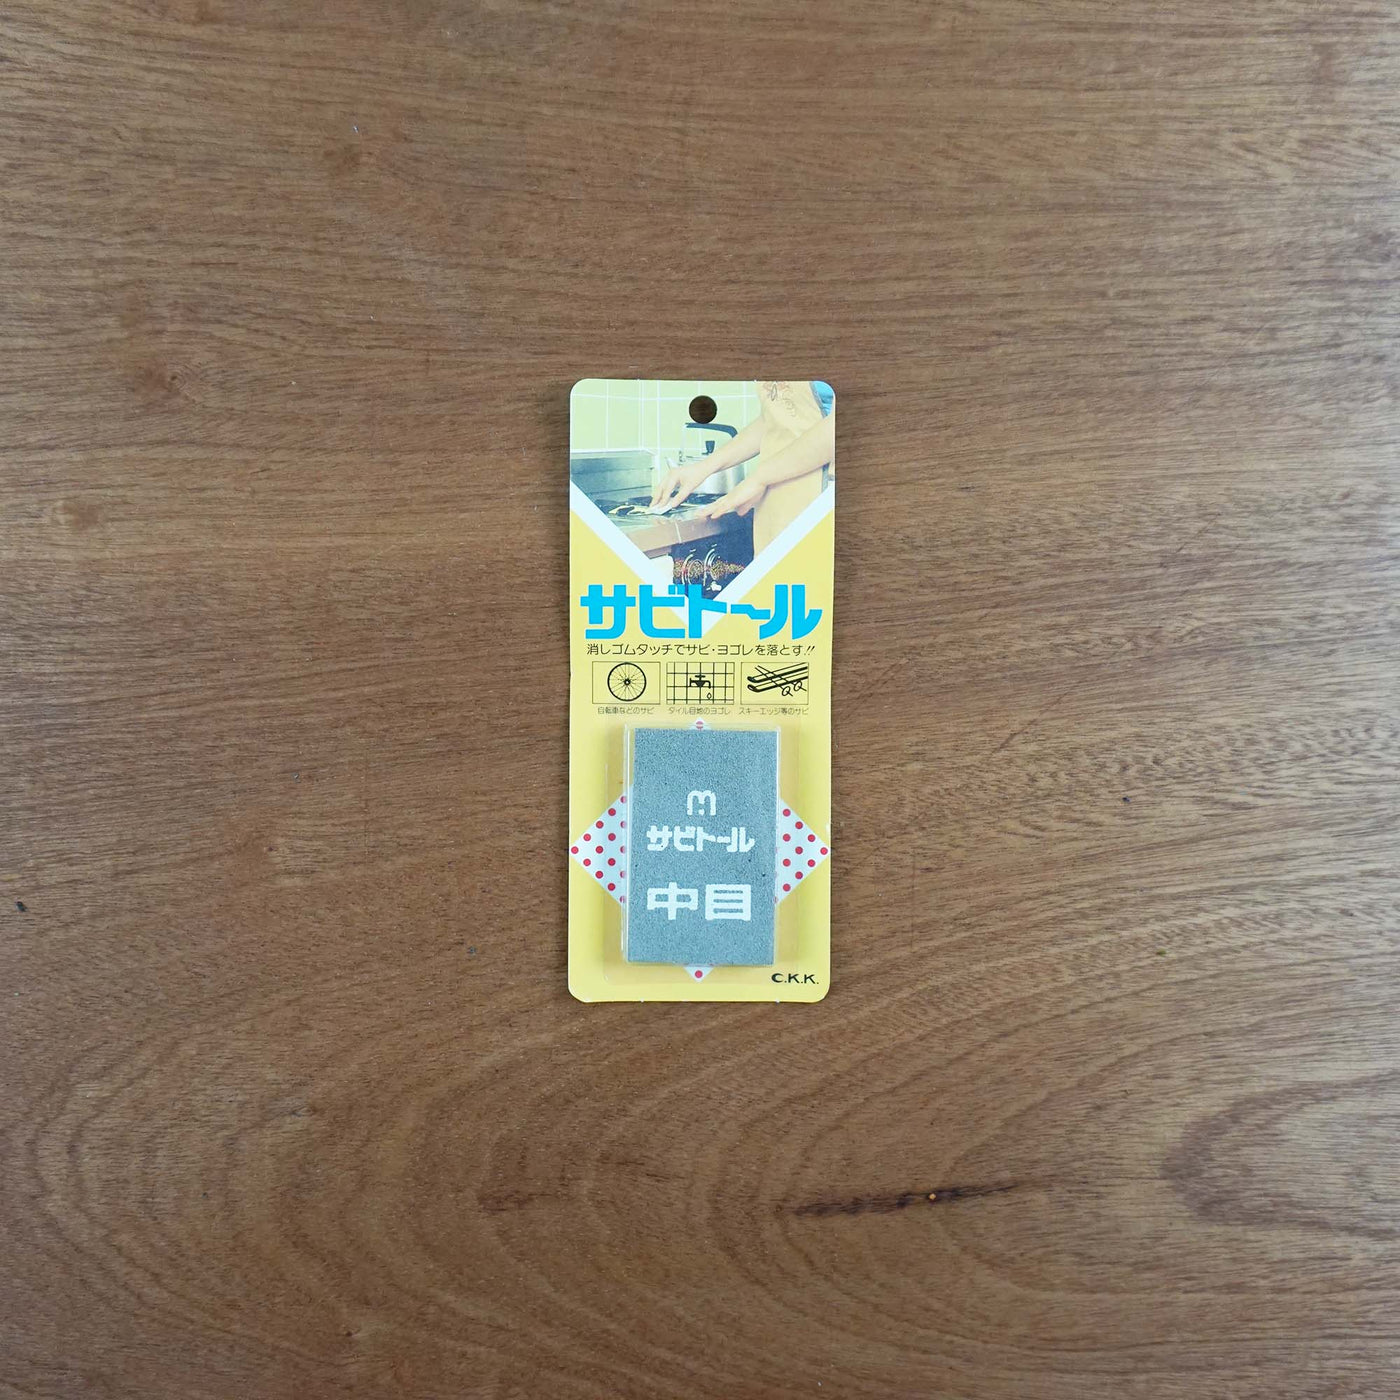 サビトール
消しゴムタッチでサビ・ヨゴレを落とす!!
自転車などのサビ
タイル目地のヨゴレ
スキーエッジ等のサビ
サビトール
中目
C.K.K.